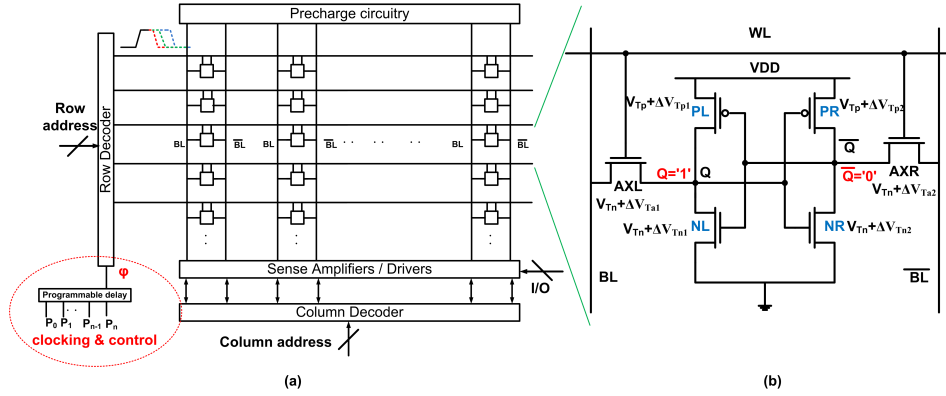 Precharge circuitry
Row address
Row Decoder
BL
BL
BL
BL
BL
BL
φ
Programmable delay
P0 P1 .. Pn-1 Pn
clocking & control
Sense Amplifiers / Drivers
I/O
Column Decoder
Column address
(a)
WL
VDD
VTp+ΔVTp1
PL
PR
VTp+ΔVTp2
Q
Q='1'
Q
Q='0'
AXL
AXR
VTn+ΔVTa1
VTn+ΔVTa2
VTn+ΔVTn1
NL
NR
VTn+ΔVTn2
BL
BL
(b)